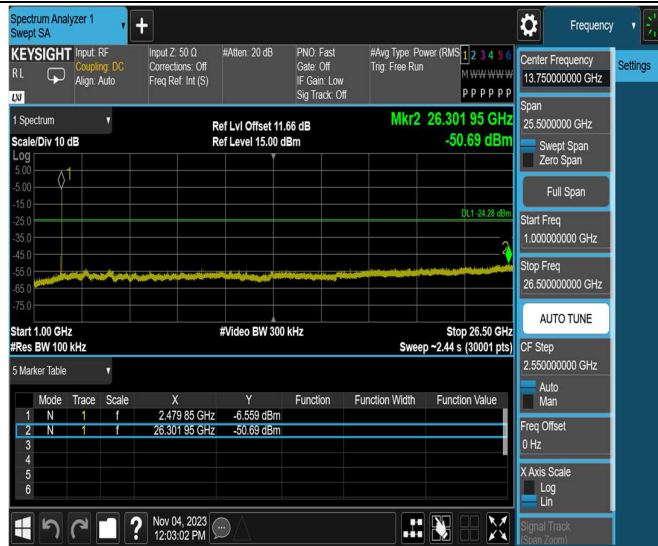 Spectrum Analyzer 1
Swept SA
Frequency
KEYSIGHT
RL
LXI
Input: RF
Coupling: DC
Align: Auto
Input Z: 50 Ω
Corrections: Off
Freq Ref: Int (S)
#Atten: 20 dB
PNO: Fast
Gate: Off
IF Gain: Low
Sig Track: Off
#Avg Type: Power (RMS
Trig: Free Run
1 2 3 4 5 6
M W W W W W
P P P P P P
1 Spectrum
Scale/Div 10 dB
Ref Lvl Offset 11.66 dB
Ref Level 15.00 dBm
Mkr2 26.301 95 GHz
-50.69 dBm
Log
5.00
-5.00
-15.0
-25.0
-35.0
-45.0
-55.0
-65.0
-75.0
1
DL1 -24.28 dBm
2
Start 1.00 GHz
#Res BW 100 kHz
#Video BW 300 kHz
Stop 26.50 GHz
Sweep ~2.44 s (30001 pts)
5 Marker Table
Mode Trace Scale X Y Function Function Width Function Value
1 N 1 f 2.479 85 GHz -6.559 dBm
2 N 1 f 26.301 95 GHz -50.69 dBm
3
4
5
6
Nov 04, 2023
12:03:02 PM
Center Frequency
13.750000000 GHz
Settings
Span
25.5000000 GHz
Swept Span
Zero Span
Full Span
Start Freq
1.000000000 GHz
Stop Freq
26.500000000 GHz
AUTO TUNE
CF Step
2.550000000 GHz
Auto
Man
Freq Offset
0 Hz
X Axis Scale
Log
Lin
Signal Track
(Span Zoom)